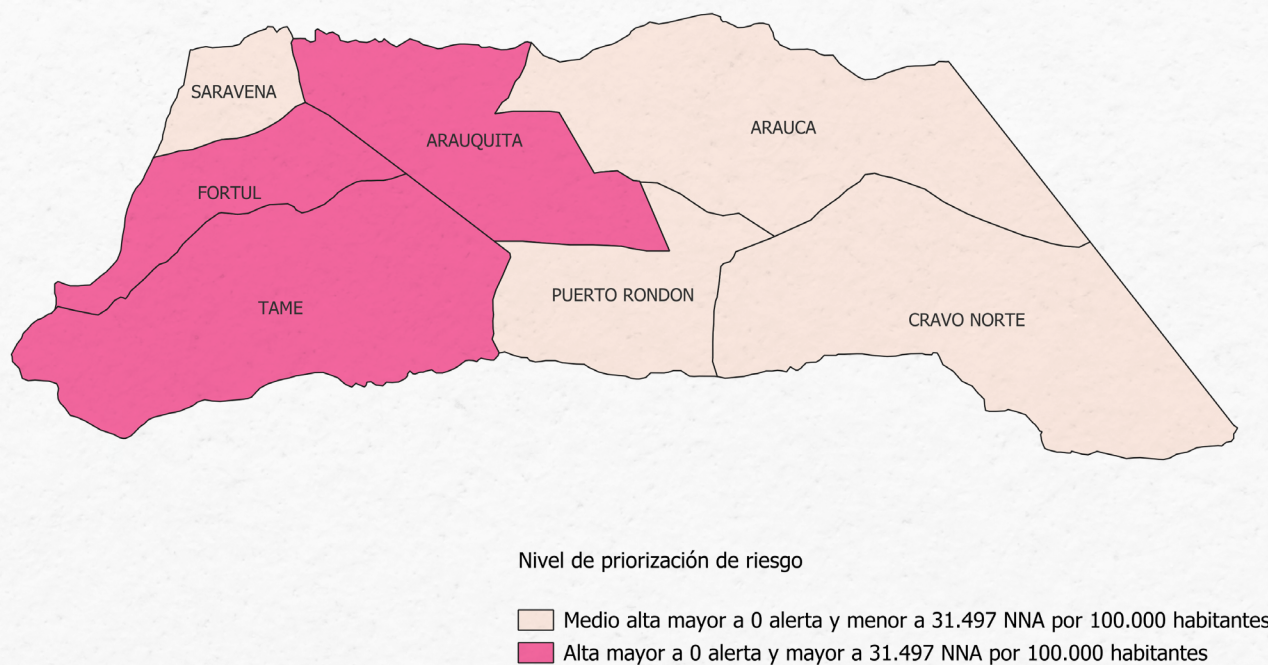 SARAVENA
ARAUQUITA
ARAUCA
FORTUL
PUERTO RONDON
TAME
CRAVO NORTE
Nivel de priorización de riesgo
Medio alta mayor a 0 alerta y menor a 31.497 NNA por 100.000 habitantes
Alta mayor a 0 alerta y mayor a 31.497 NNA por 100.000 habitantes